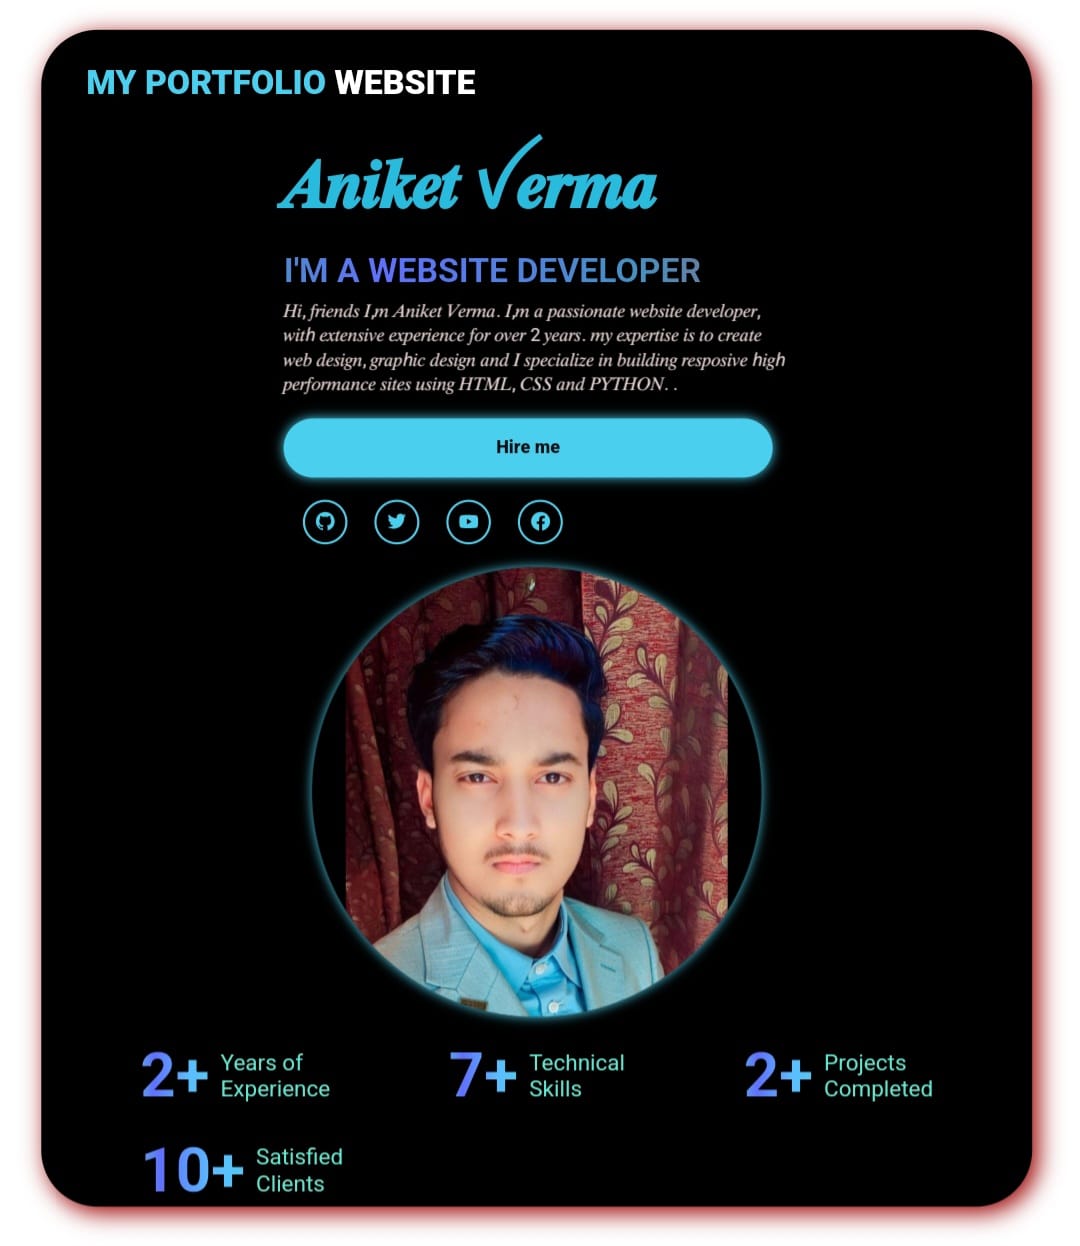 MY PORTFOLIO WEBSITE
Aniket Verma
I'M A WEBSITE DEVELOPER
Hi, friends I,m Aniket Verma. I,m a passionate website developer,
with extensive experience for over 2 years. my expertise is to create
web design, graphic design and I specialize in building resposive high
performance sites using HTML, CSS and PYTHON. .
Hire me
2+ Years of
Experience
7+ Technical
Skills
2+ Projects
Completed
10+ Satisfied
Clients